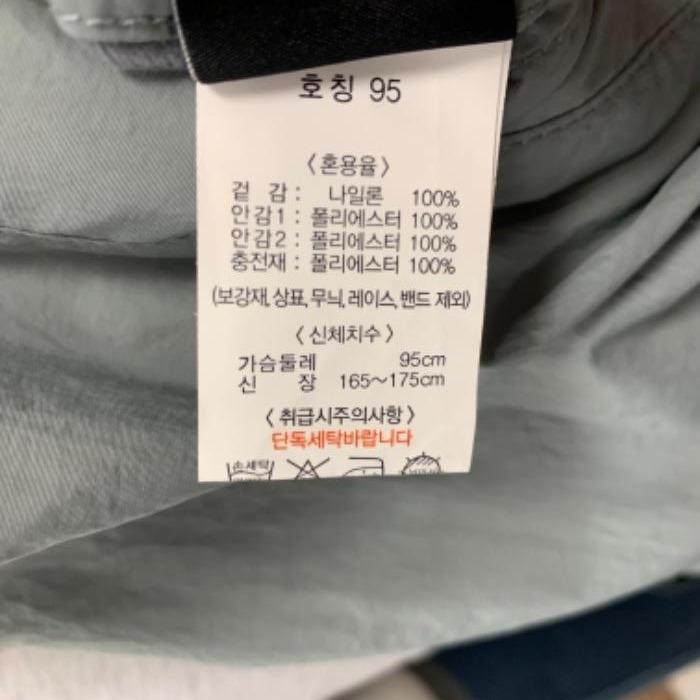 호칭 95
〈혼용율〉
겉 감 : 나일론 100%
안감1 : 폴리에스터 100%
안감2 : 폴리에스터 100%
충전재 : 폴리에스터 100%
(보강재,상표,무늬,레이스,밴드 제외)
〈신체치수〉
가슴둘레 95cm
신 장 165~175cm
〈취급시주의사항〉
단독세탁바랍니다
손세탁